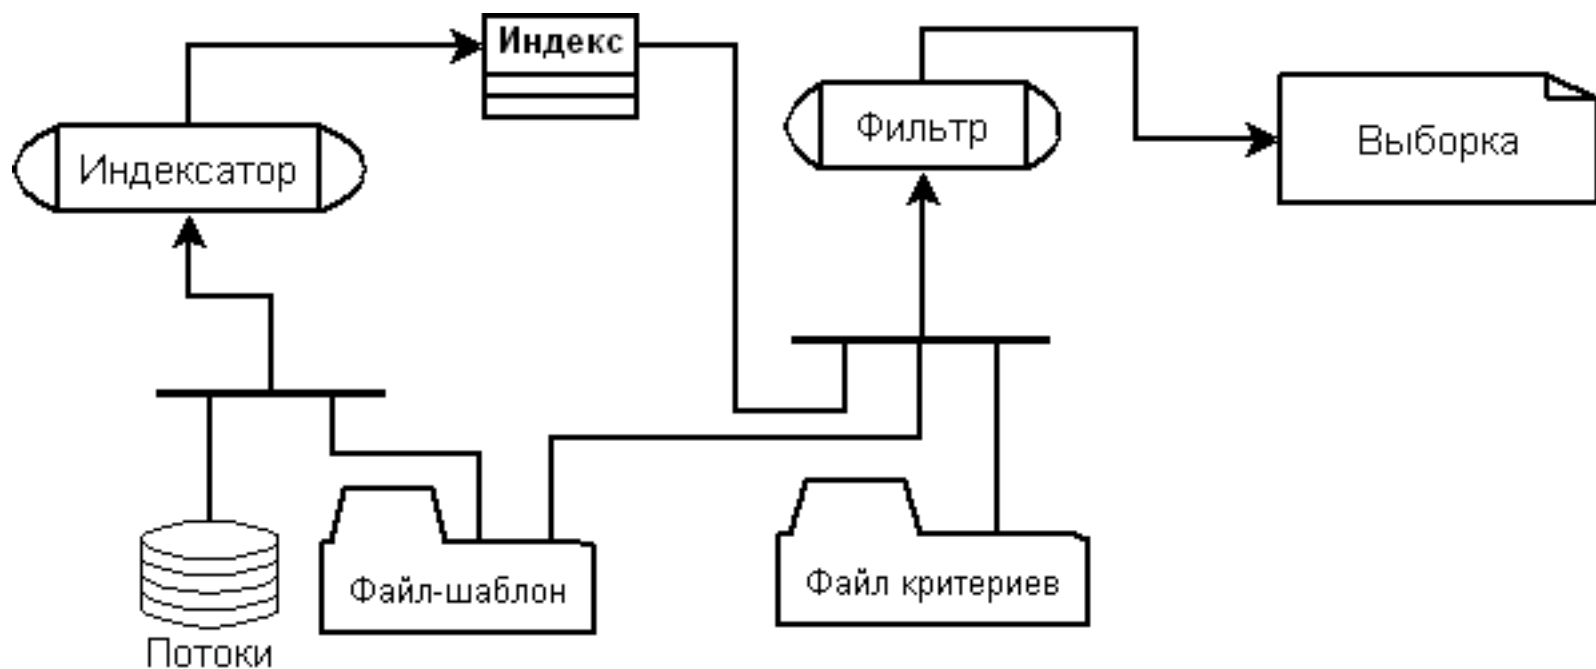 Индекс
Фильтр
Выборка
Индексатор
Файл-шаблон
Файл критериев
Потоки